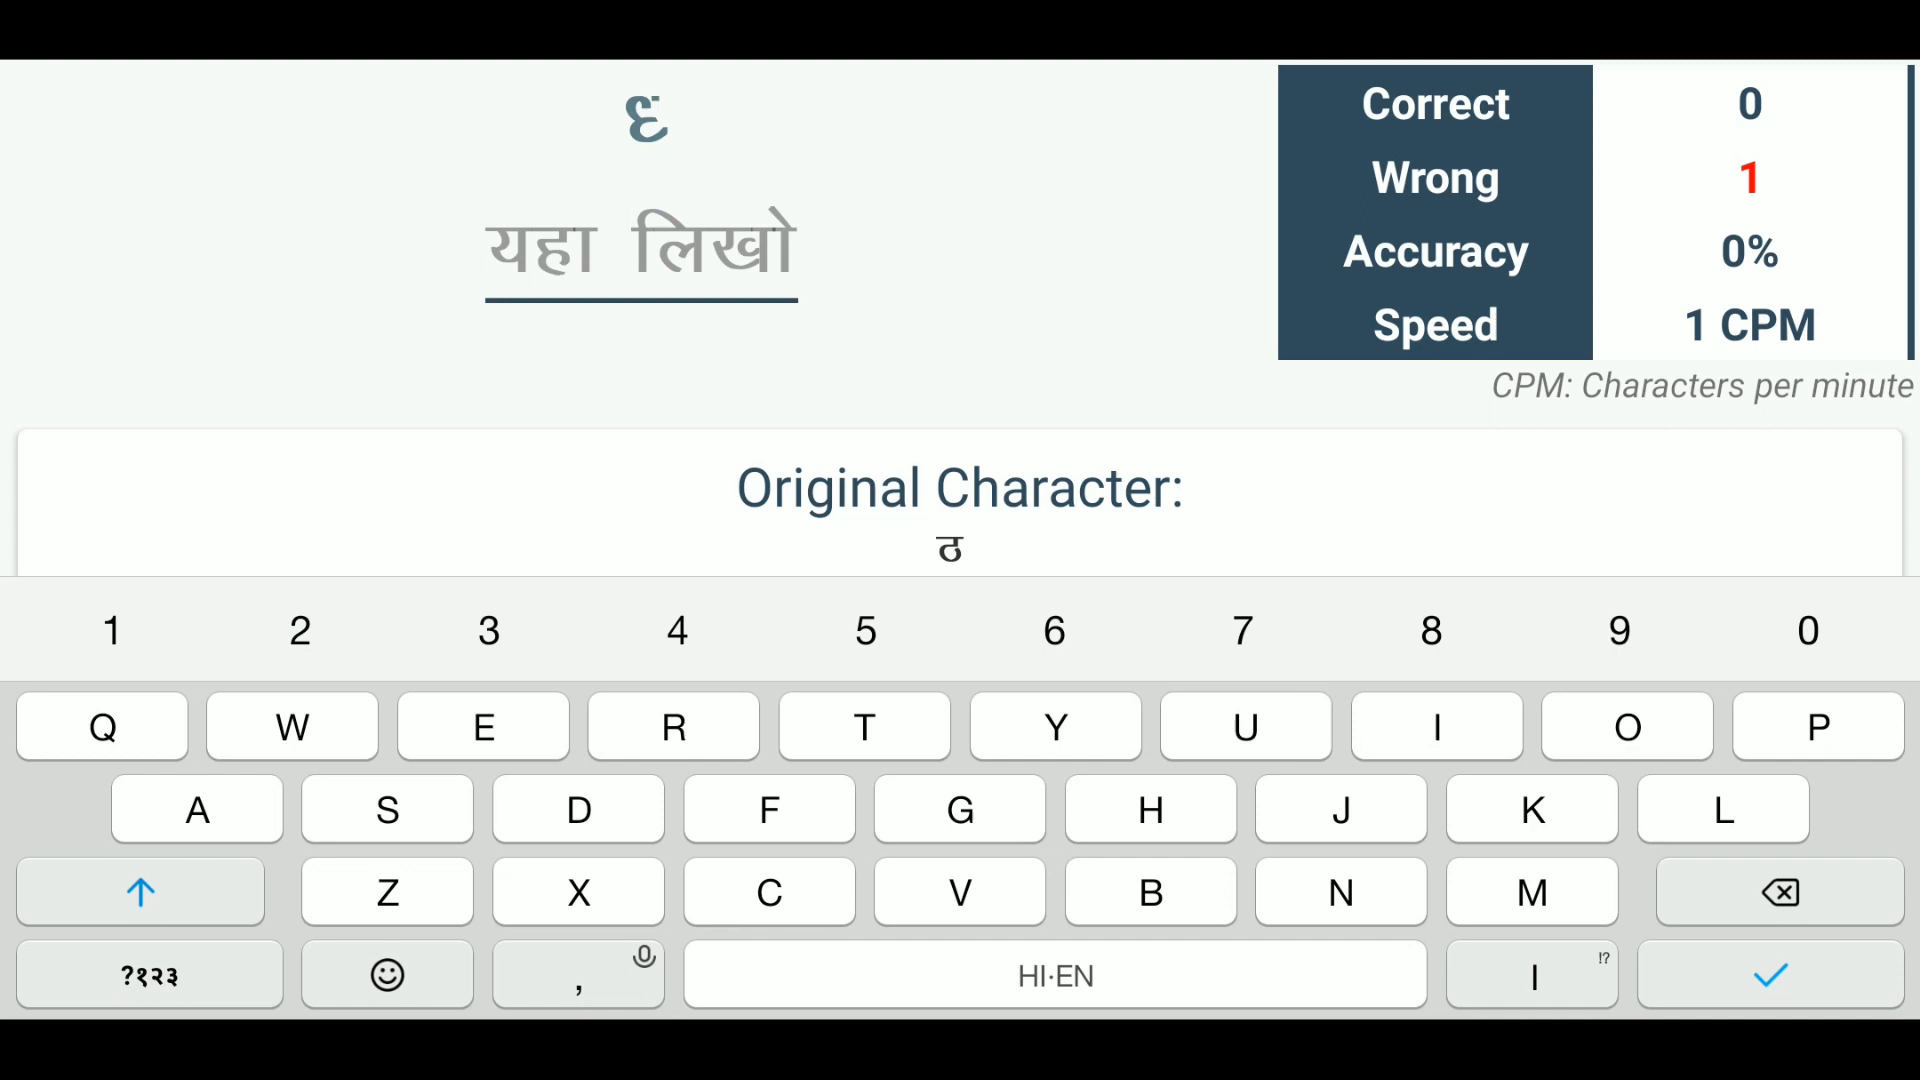 ६
यहा लिखो
Correct 0
Wrong 1
Accuracy 0%
Speed 1 CPM
CPM: Characters per minute
Original Character:
ठ
1 2 3 4 5 6 7 8 9 0
Q W E R T Y U I O P
A S D F G H J K L
Z X C V B N M
?१२३ , HI·EN । !?